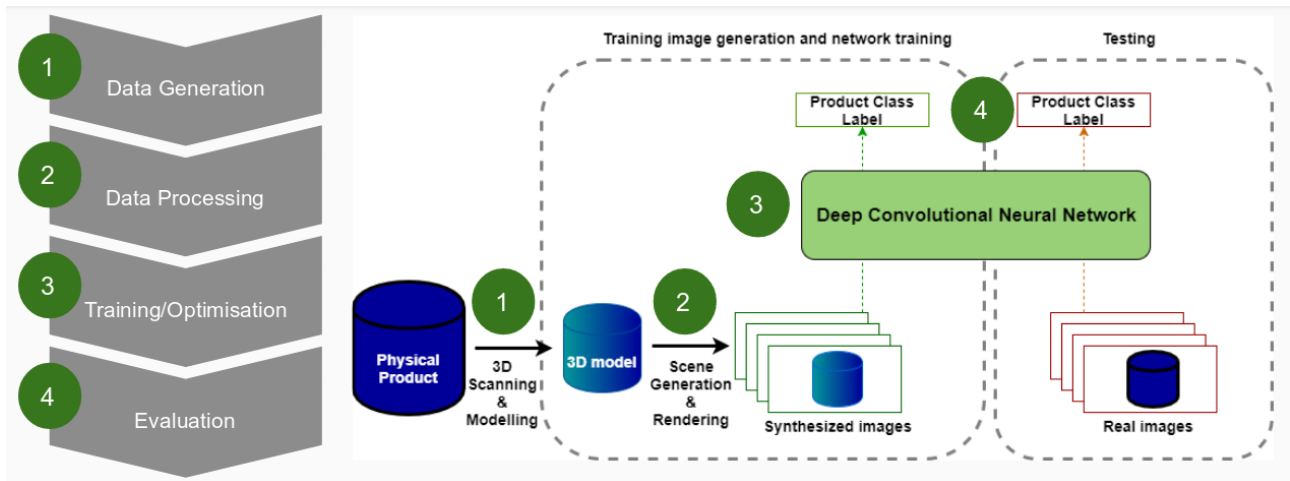 1
Data Generation
2
Data Processing
3
Training/Optimisation
4
Evaluation
Training image generation and network training
Testing
Product Class
Label
4
Product Class
Label
3
Deep Convolutional Neural Network
Physical
Product
1
3D
Scanning
&
Modelling
3D model
2
Scene
Generation
&
Rendering
Synthesized images
Real images